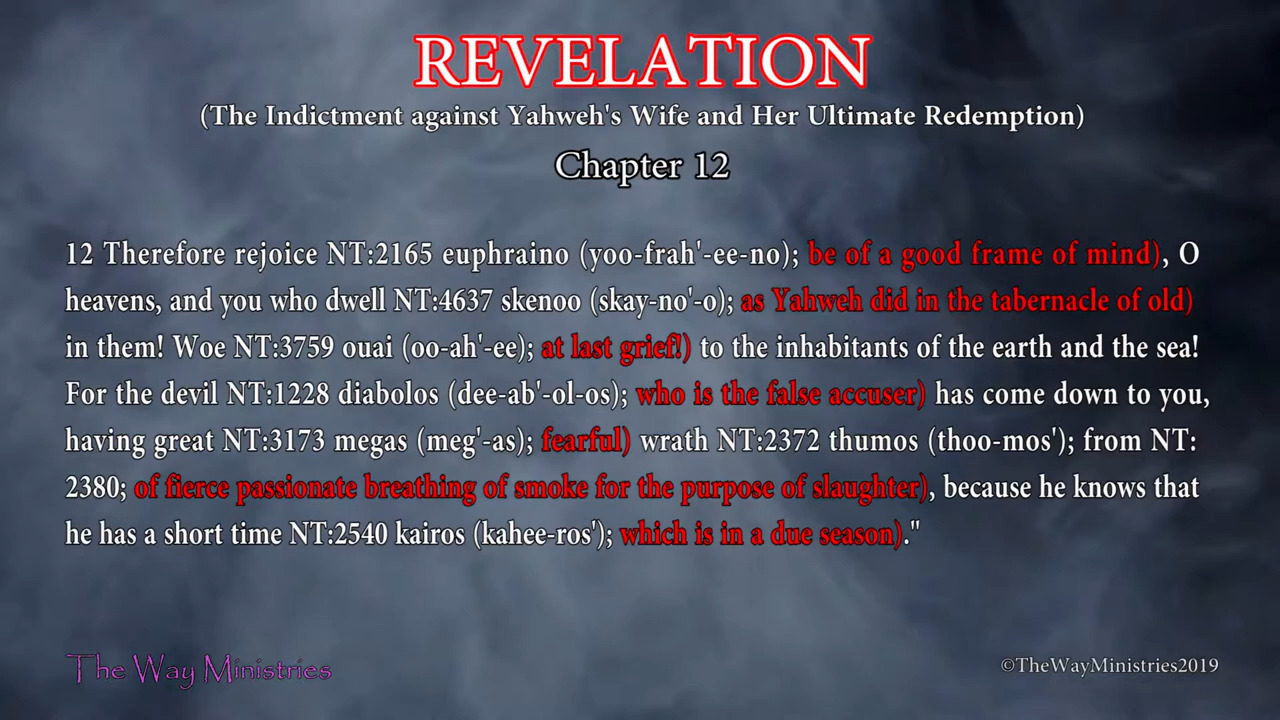 REVELATION
(The Indictment against Yahweh's Wife and Her Ultimate Redemption)
Chapter 12
12 Therefore rejoice NT:2165 euphraino (yoo-frah'-ee-no); be of a good frame of mind), O
heavens, and you who dwell NT:4637 skenoo (skay-no'-o); as Yahweh did in the tabernacle of old)
in them! Woe NT:3759 ouai (oo-ah'-ee); at last grief!) to the inhabitants of the earth and the sea!
For the devil NT:1228 diabolos (dee-ab'-ol-os); who is the false accuser) has come down to you,
having great NT:3173 megas (meg'-as); fearful) wrath NT:2372 thumos (thoo-mos'); from NT:
2380; of fierce passionate breathing of smoke for the purpose of slaughter), because he knows that
he has a short time NT:2540 kairos (kahee-ros'); which is in a due season)."
The Way Ministries
©TheWayMinistries2019